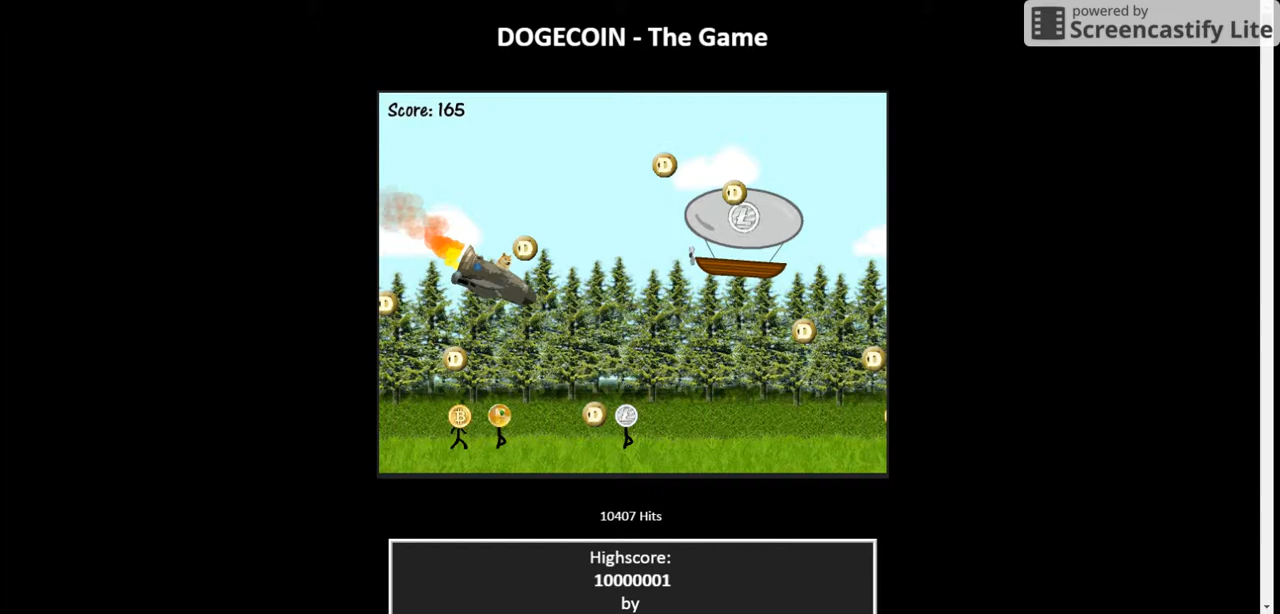 powered by
Screencastify Lite
DOGECOIN - The Game
Score: 165
10407 Hits
Highscore:
10000001
by